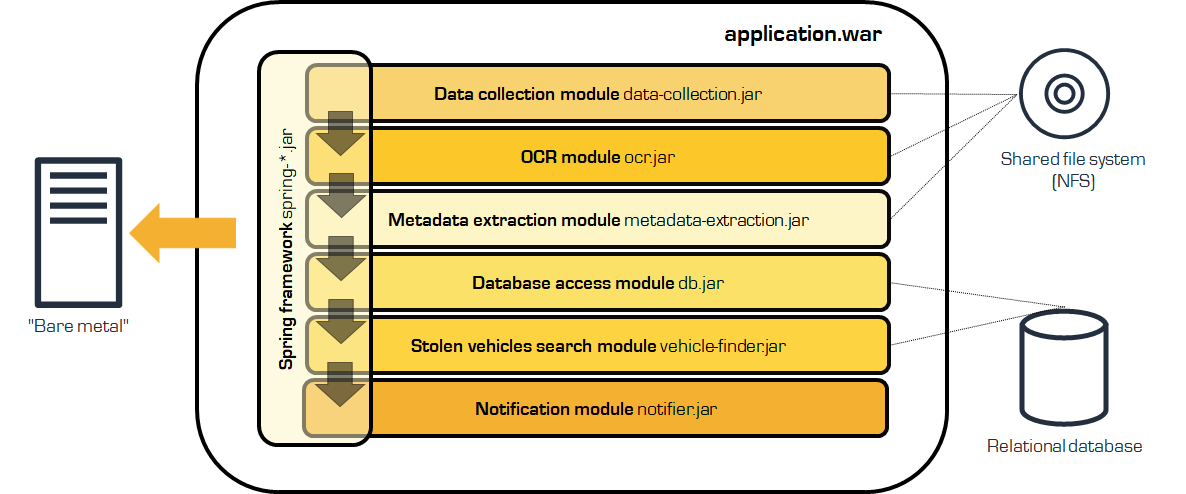 application.war
Spring framework spring-*.jar
Data collection module data-collection.jar
OCR module ocr.jar
Metadata extraction module metadata-extraction.jar
Database access module db.jar
Stolen vehicles search module vehicle-finder.jar
Notification module notifier.jar
"Bare metal"
Shared file system
(NFS)
Relational database